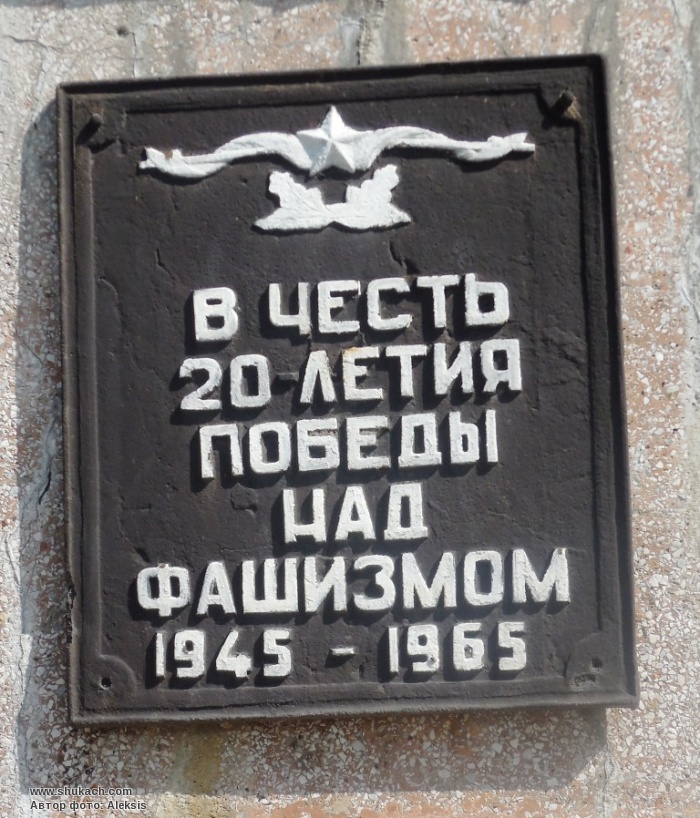 В ЧЕСТЬ
20-ЛЕТИЯ
ПОБЕДЫ
НАД
ФАШИЗМОМ
1945 - 1965
www.shukach.com
Автор фото: Aleksis